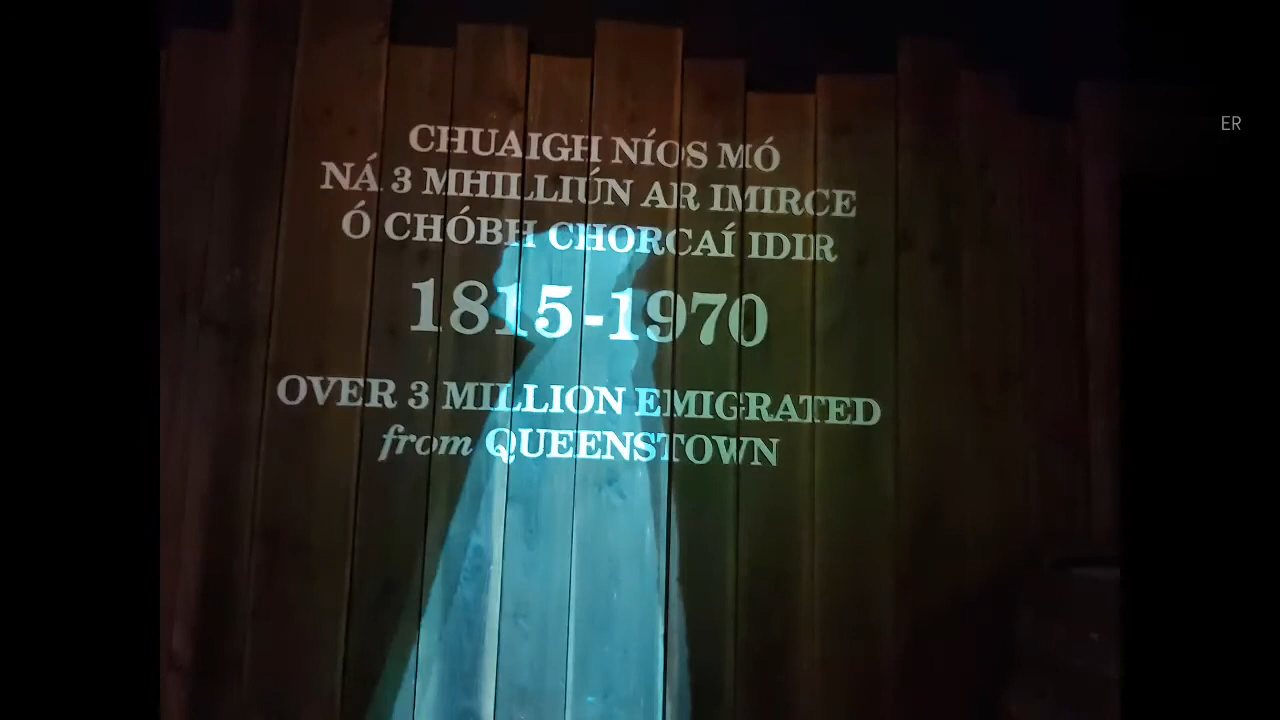 CHUAIGH NÍOS MÓ
NÁ 3 MHILLIÚN AR IMIRCE
Ó CHÓBH CHORCAÍ IDIR
1815-1970
OVER 3 MILLION EMIGRATED
from QUEENSTOWN
ER